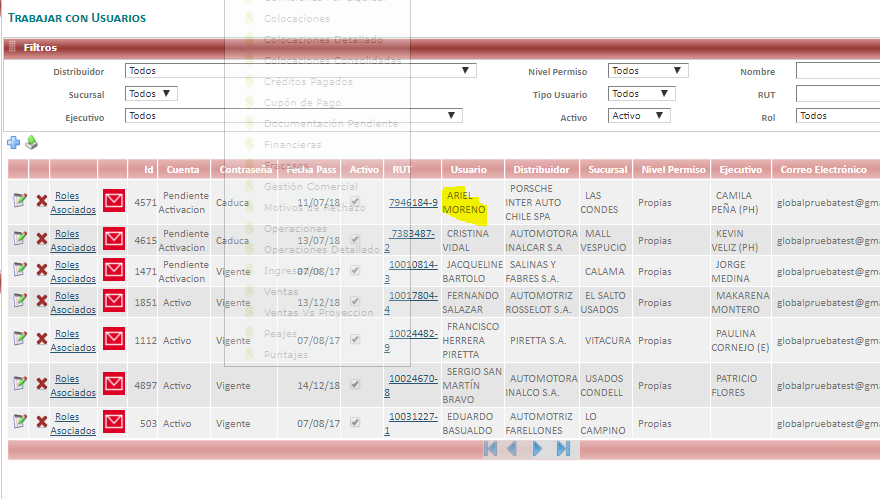 Colocaciones
TRABAJAR CON USUARIOS
Colocaciones Detallado
Filtros
Colocaciones Consolidadas
Distribuidor Todos Nivel Permiso Todos Nombre
Créditos Pagados
Sucursal Todos Tipo Usuario Todos RUT
Cupón de Pago
Ejecutivo Todos Activo Activo Rol Todos
Documentación Pendiente
Financieras
Id Cuenta Contraseña Fecha Pass Activo RUT Usuario Distribuidor Sucursal Nivel Permiso Ejecutivo Correo Electrónico
Gestión Comercial
Roles Asociados 4571 Pendiente Activacion Caduca 11/07/18 7946184-9 ARIEL MORENO PORSCHE INTER AUTO CHILE SPA LAS CONDES Propias CAMILA PEÑA (PH) globalpruebatest@gm
Motivos de Rechazo
Operaciones
Roles Asociados 4615 Pendiente Activacion Caduca 13/07/18 7383487-2 CRISTINA VIDAL AUTOMOTORA INALCAR S.A MALL VESPUCIO Propias KEVIN VELIZ (PH) globalpruebatest@gm
Operaciones Detallado
Roles Asociados 1471 Pendiente Activacion Vigente 07/08/17 10010814-3 JACQUELINE BARTOLO SALINAS Y FABRES S.A. CALAMA Propias JORGE MEDINA globalpruebatest@gm
Ventas
Roles Asociados 1851 Activo Vigente 13/12/18 10017804-4 FERNANDO SALAZAR AUTOMOTRIZ ROSSELOT S.A. EL SALTO USADOS Propias MAKARENA MONTERO globalpruebatest@gm
Ventas Vs Proyeccion
Peajes
Roles Asociados 1112 Activo Vigente 07/08/17 10024482-9 FRANCISCO HERRERA PIRETTA PIRETTA S.A. VITACURA Propias PAULINA CORNEJO (E) globalpruebatest@gm
Puntajes
Roles Asociados 4897 Activo Vigente 14/12/18 10024670-8 SERGIO SAN MARTÍN BRAVO AUTOMOTORA INALCO S.A. USADOS CONDELL Propias PATRICIO FLORES globalpruebatest@gm
Roles Asociados 503 Activo Vigente 07/08/17 10031227-1 EDUARDO BASUALDO AUTOMOTRIZ FARELLONES LO CAMPINO Propias globalpruebatest@gm